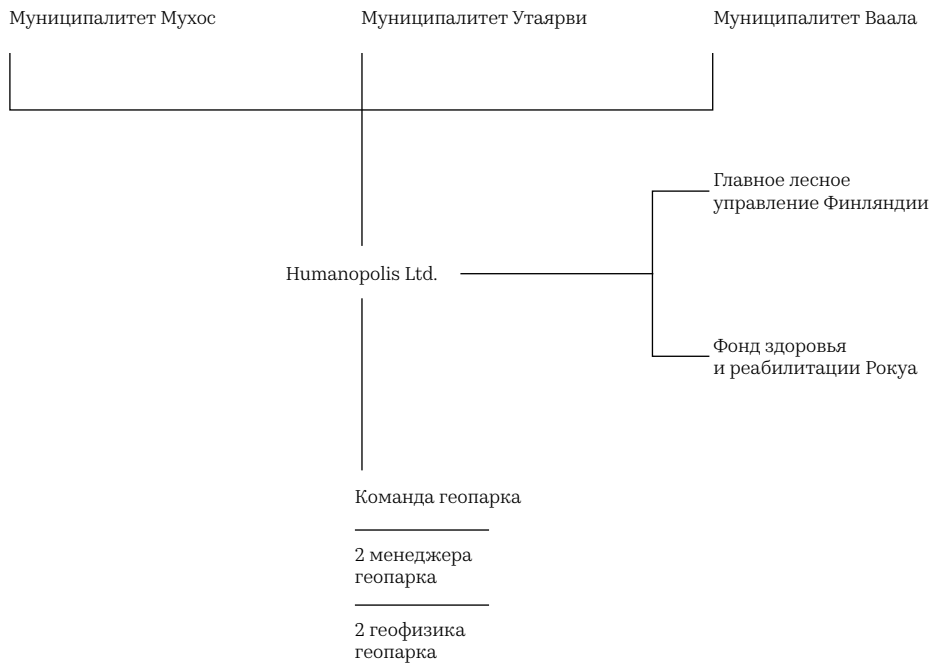 Муниципалитет Мухос
Муниципалитет Утаярви
Муниципалитет Ваала
Главное лесное
управление Финляндии
Humanopolis Ltd.
Фонд здоровья
и реабилитации Рокуа
Команда геопарка
2 менеджера
геопарка
2 геофизика
геопарка